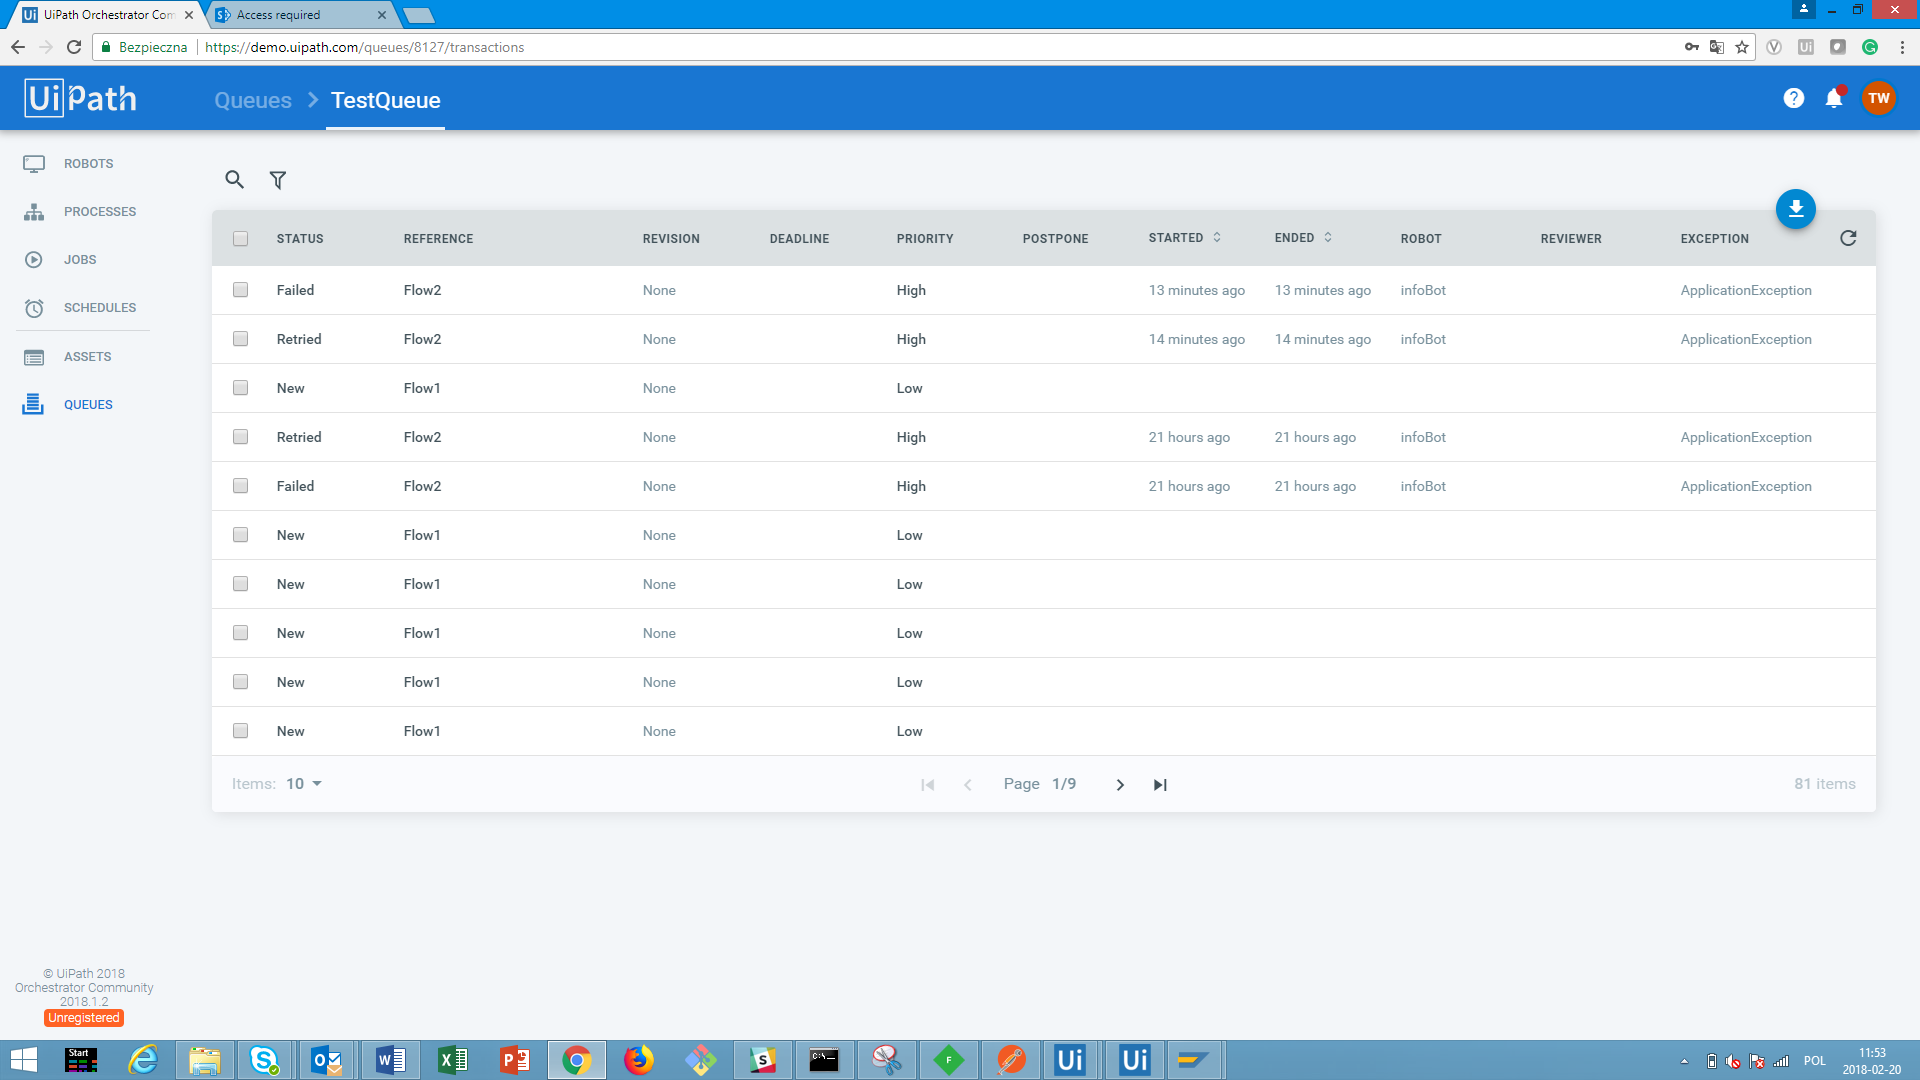 UiPath Orchestrator Com
Access required
Bezpieczna
https://demo.uipath.com/queues/8127/transactions
UiPath
Queues > TestQueue
TW
ROBOTS
PROCESSES
JOBS
SCHEDULES
ASSETS
QUEUES
STATUS REFERENCE REVISION DEADLINE PRIORITY POSTPONE STARTED ENDED ROBOT REVIEWER EXCEPTION
Failed Flow2 None High 13 minutes ago 13 minutes ago infoBot ApplicationException
Retried Flow2 None High 14 minutes ago 14 minutes ago infoBot ApplicationException
New Flow1 None Low
Retried Flow2 None High 21 hours ago 21 hours ago infoBot ApplicationException
Failed Flow2 None High 21 hours ago 21 hours ago infoBot ApplicationException
New Flow1 None Low
New Flow1 None Low
New Flow1 None Low
New Flow1 None Low
New Flow1 None Low
Items: 10 Page 1/9 81 items
© UiPath 2018
Orchestrator Community
2018.1.2
Unregistered
Start
POL
11:53
2018-02-20